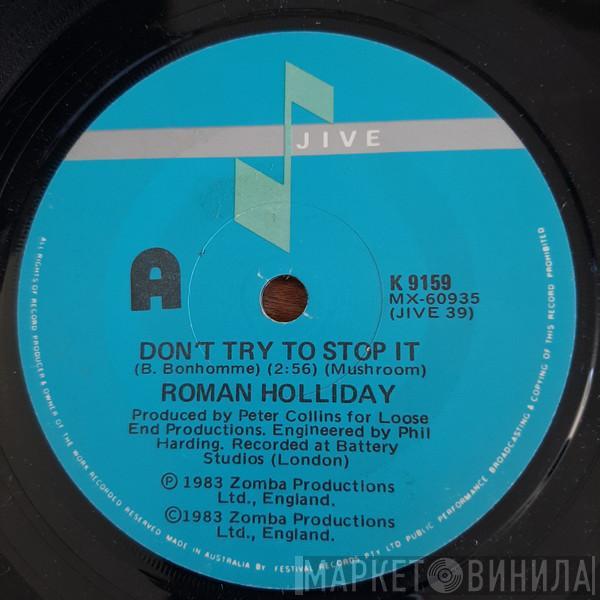 JIVE
A
K 9159
MX-60935
(JIVE 39)
DON'T TRY TO STOP IT
(B. Bonhomme) (2:56) (Mushroom)
ROMAN HOLLIDAY
Produced by Peter Collins for Loose
End Productions. Engineered by Phil
Harding. Recorded at Battery
Studios (London)
Ⓟ 1983 Zomba Productions
Ltd., England.
©1983 Zomba Productions
Ltd., England.
ALL RIGHTS OF RECORD PRODUCER & OWNER OF THE WORK RECORDED RESERVED MADE IN AUSTRALIA BY FESTIVAL RECORDS PTY LTD PUBLIC PERFORMANCE BROADCASTING & COPYING OF THIS RECORD PROHIBITED
МАРКЕТ ВИНИЛА